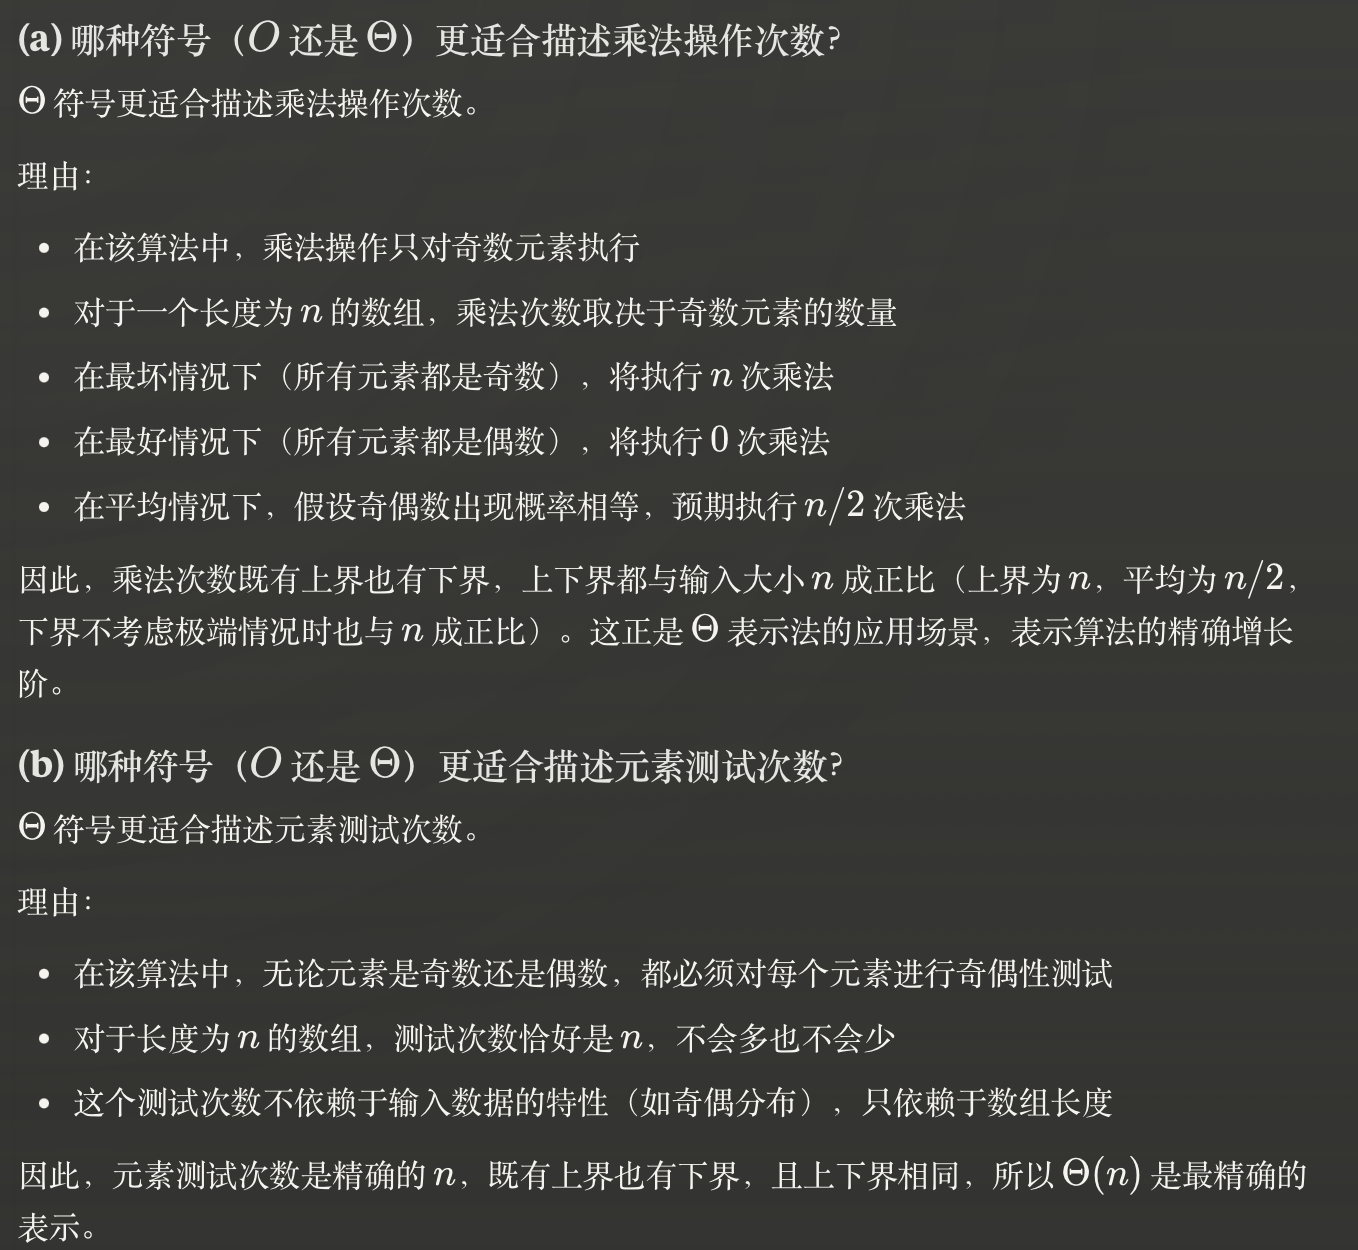 (a) 哪种符号（O 还是 Θ）更适合描述乘法操作次数?
Θ 符号更适合描述乘法操作次数。
理由：
• 在该算法中，乘法操作只对奇数元素执行
• 对于一个长度为 n 的数组，乘法次数取决于奇数元素的数量
• 在最坏情况下（所有元素都是奇数），将执行 n 次乘法
• 在最好情况下（所有元素都是偶数），将执行 0 次乘法
• 在平均情况下，假设奇偶数出现概率相等，预期执行 n/2 次乘法
因此，乘法次数既有上界也有下界，上下界都与输入大小 n 成正比（上界为 n，平均为 n/2，
下界不考虑极端情况时也与 n 成正比）。这正是 Θ 表示法的应用场景，表示算法的精确增长
阶。
(b) 哪种符号（O 还是 Θ）更适合描述元素测试次数?
Θ 符号更适合描述元素测试次数。
理由：
• 在该算法中，无论元素是奇数还是偶数，都必须对每个元素进行奇偶性测试
• 对于长度为 n 的数组，测试次数恰好是 n，不会多也不会少
• 这个测试次数不依赖于输入数据的特性（如奇偶分布），只依赖于数组长度
因此，元素测试次数是精确的 n，既有上界也有下界，且上下界相同，所以 Θ(n) 是最精确的
表示。